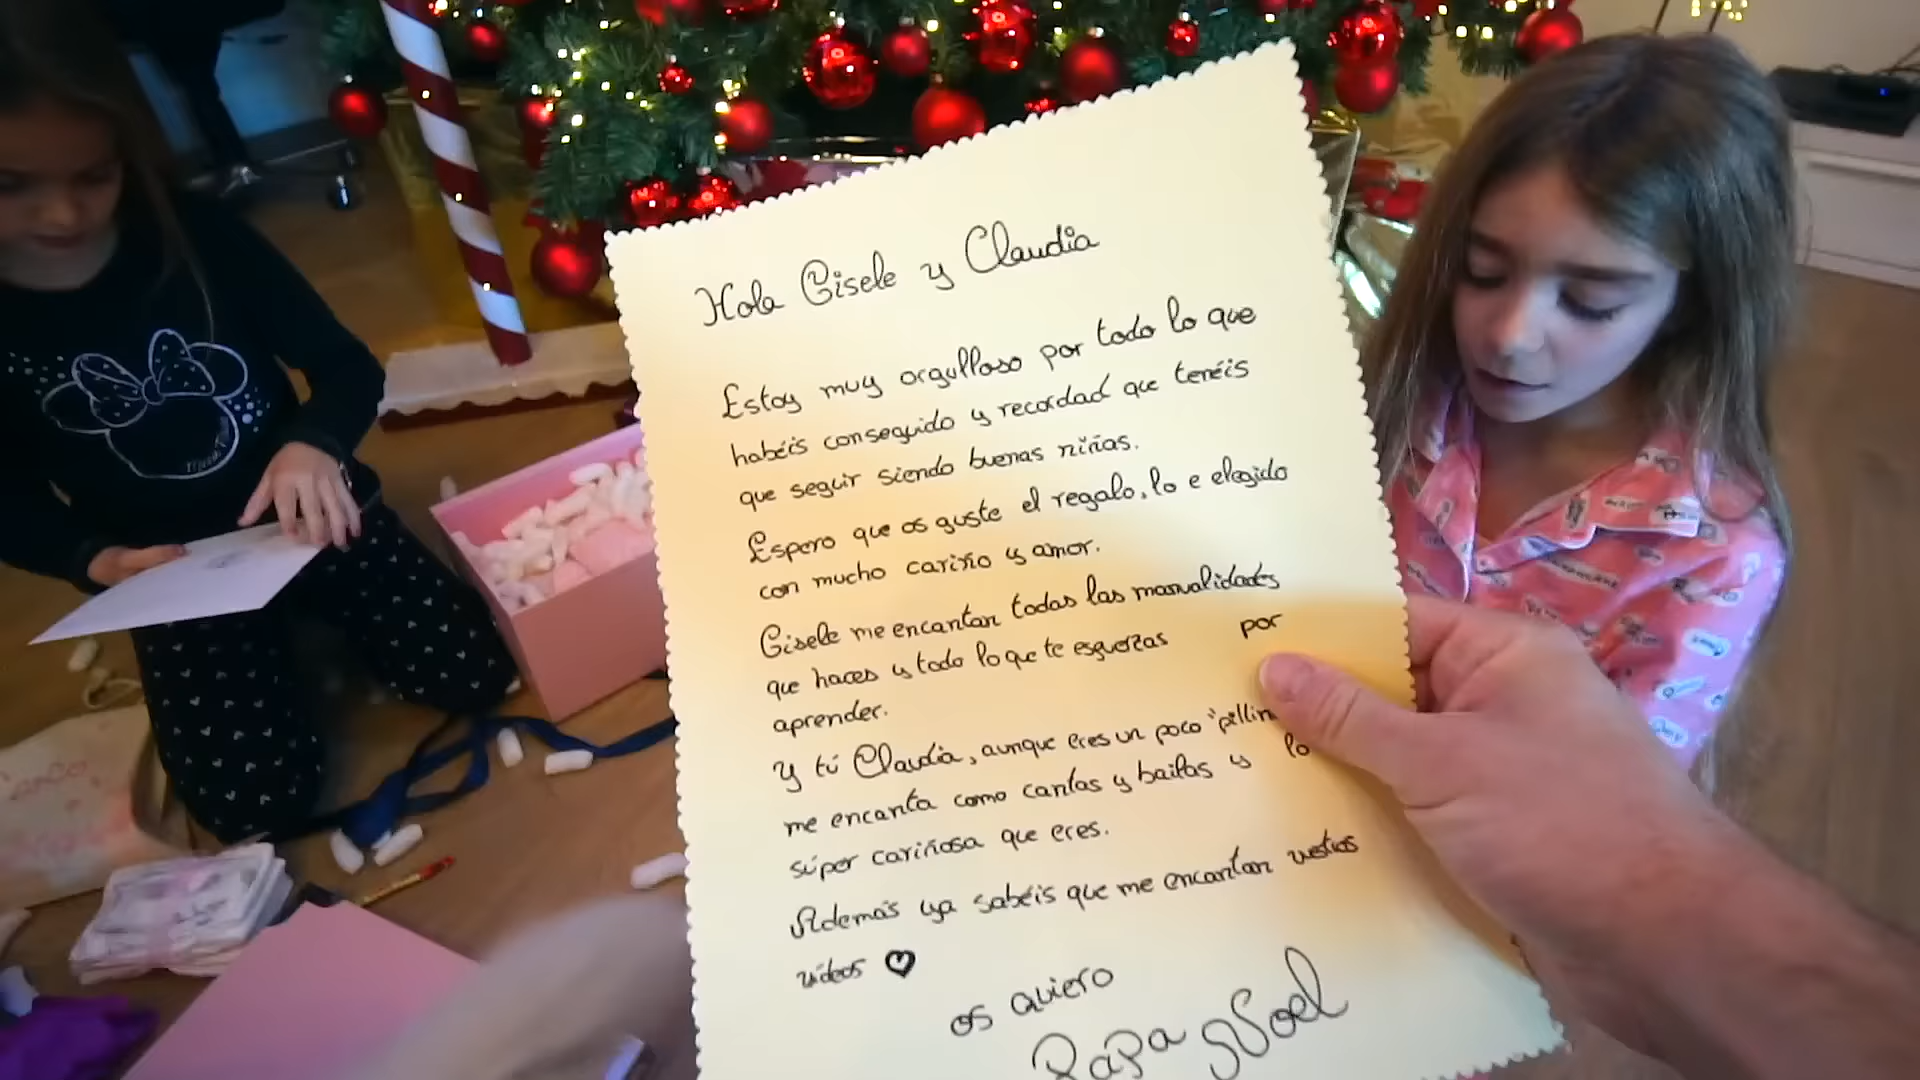 Hola Gisele y Claudia
Estoy muy orgulloso por todo lo que
habéis conseguido y recordad que tenéis
que seguir siendo buenas niñas.
Espero que os guste el regalo, lo e elegido
con mucho cariño y amor.
Gisele me encantan todas las manualidades
que haces y todo lo que te esguerzas por
aprender.
Y tú Claudia, aunque eres un poco "pillin
me encanta como cantas y bailas y lo
súper cariñosa que eres.
Además ya sabéis que me encantan vuestros
vídeos ♡
os quiero
Papa Noel